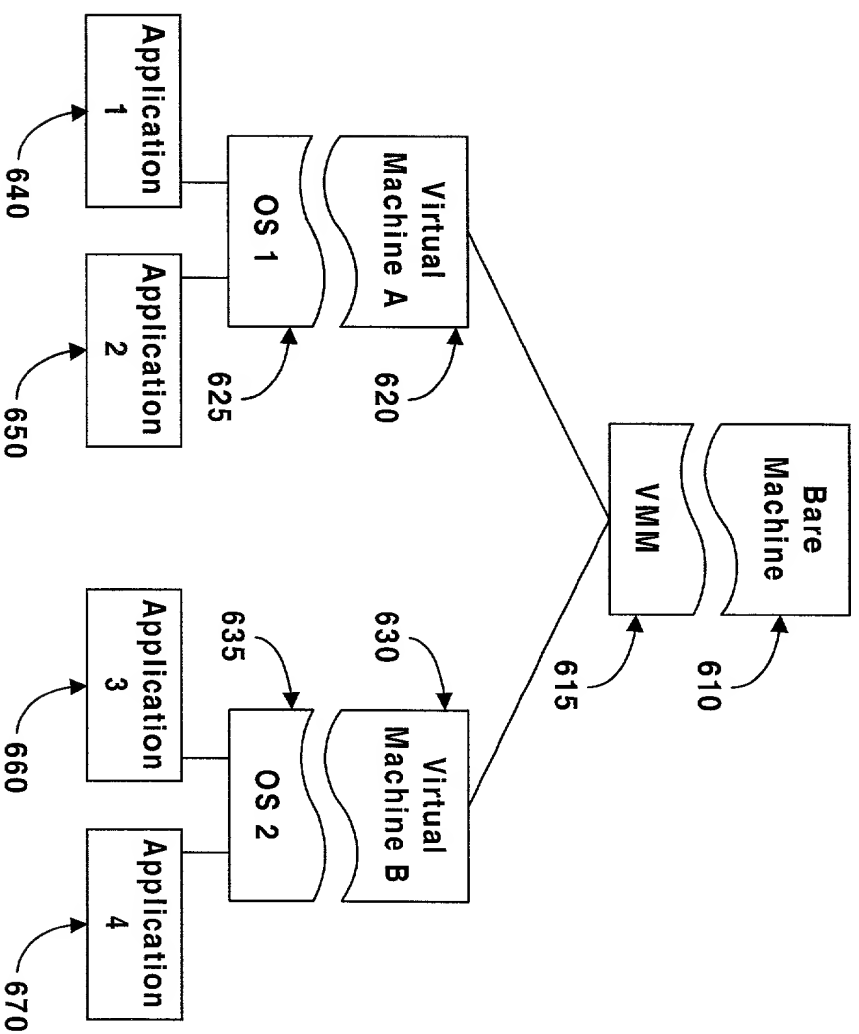 Bare
Machine
610
VMM
615
Virtual
Machine A
620
OS 1
625
Virtual
Machine B
630
OS 2
635
Application
1
640
Application
2
650
Application
3
660
Application
4
670